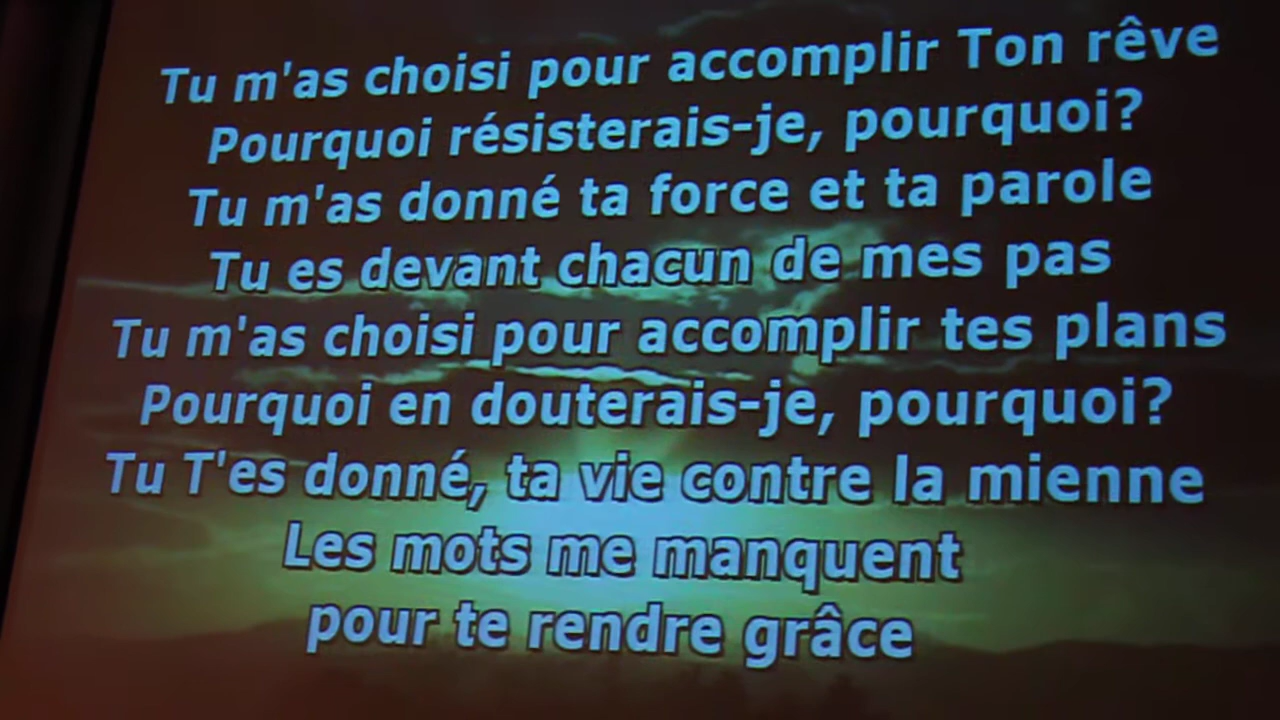 Tu m'as choisi pour accomplir Ton rêve
Pourquoi résisterais-je, pourquoi?
Tu m'as donné ta force et ta parole
Tu es devant chacun de mes pas
Tu m'as choisi pour accomplir tes plans
Pourquoi en douterais-je, pourquoi?
Tu T'es donné, ta vie contre la mienne
Les mots me manquent
pour te rendre grâce